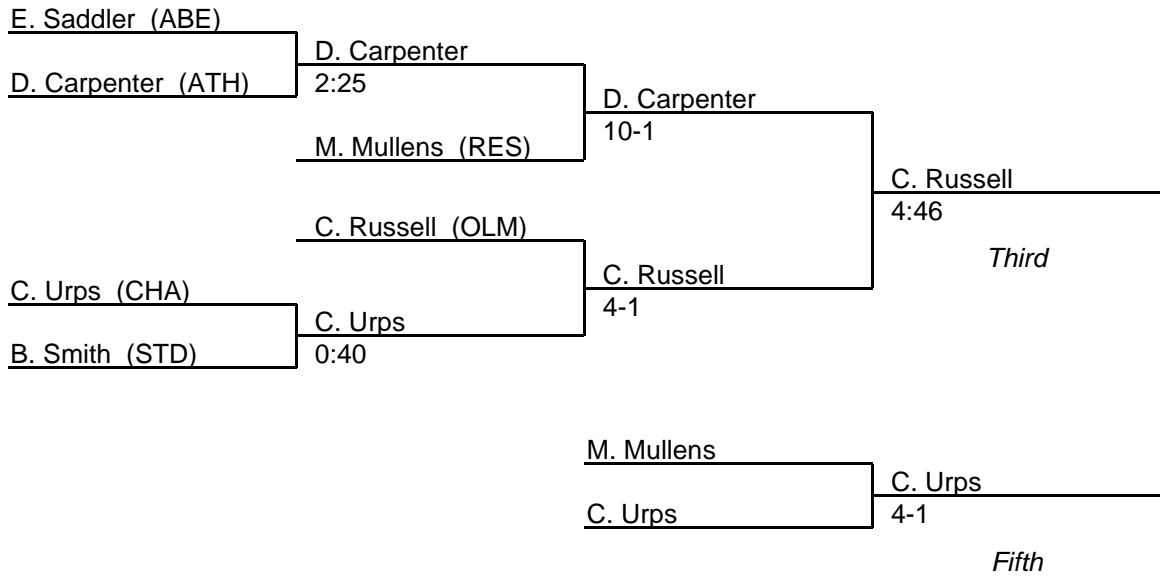 E. Saddler (ABE)
D. Carpenter
D. Carpenter (ATH)
2:25
D. Carpenter
10-1
M. Mullens (RES)
C. Russell
4:46
C. Russell (OLM)
Third
C. Russell
C. Urps (CHA)
4-1
C. Urps
B. Smith (STD)
0:40
M. Mullens
C. Urps
C. Urps
4-1
Fifth